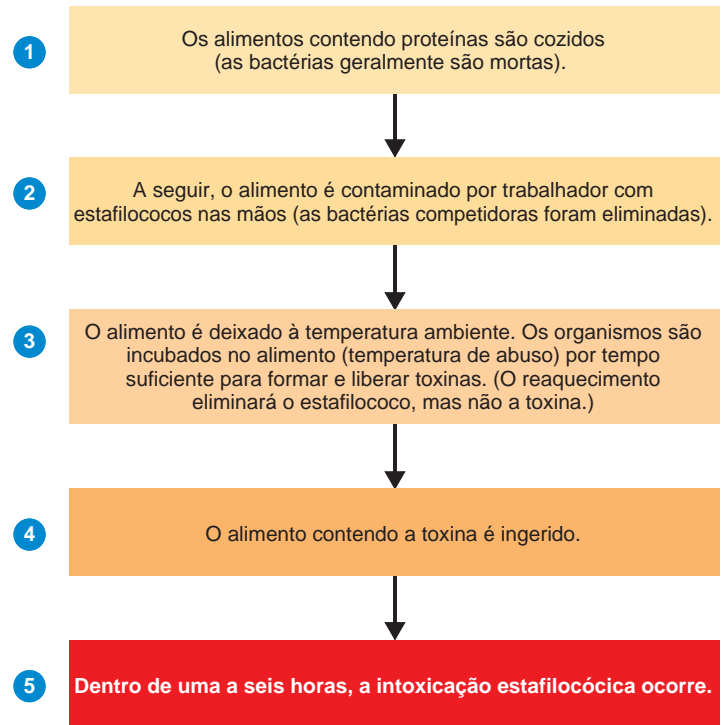 1
Os alimentos contendo proteínas são cozidos
(as bactérias geralmente são mortas).
2
A seguir, o alimento é contaminado por trabalhador com
estafilococos nas mãos (as bactérias competidoras foram eliminadas).
3
O alimento é deixado à temperatura ambiente. Os organismos são
incubados no alimento (temperatura de abuso) por tempo
suficiente para formar e liberar toxinas. (O reaquecimento
eliminará o estafilococo, mas não a toxina.)
4
O alimento contendo a toxina é ingerido.
5
Dentro de uma a seis horas, a intoxicação estafilocócica ocorre.